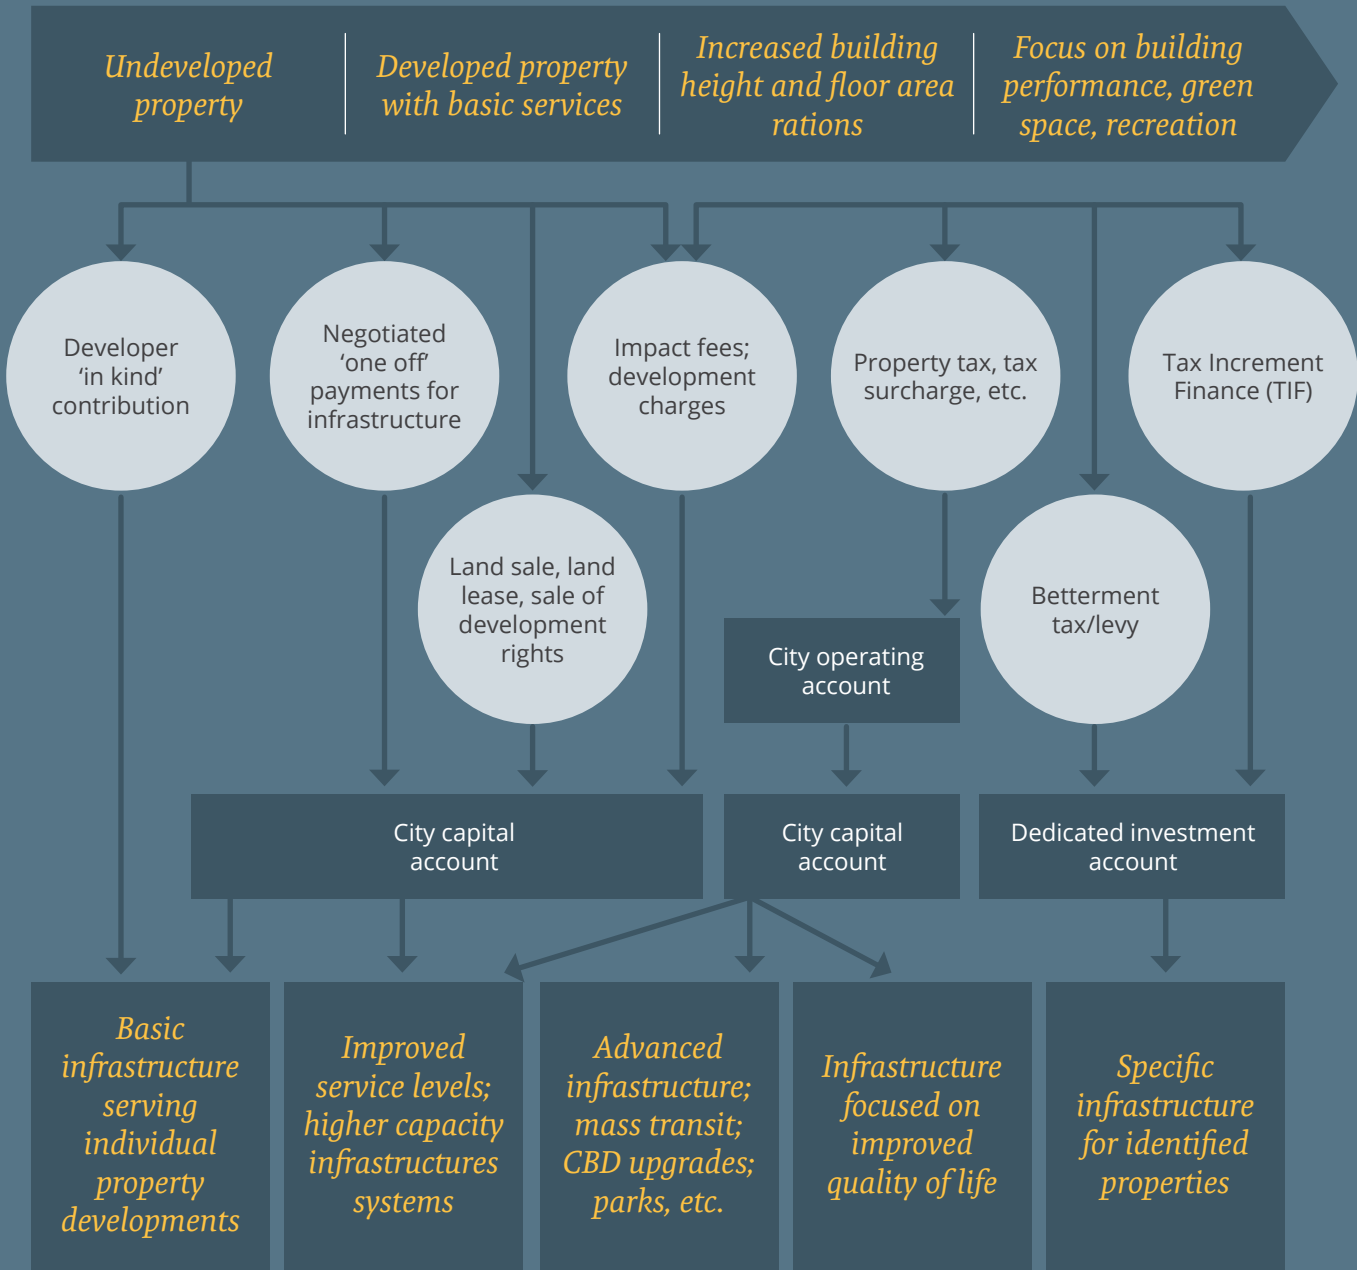 Undeveloped
property
Developed property
with basic services
Increased building
height and floor area
rations
Focus on building
performance, green
space, recreation
Developer
‘in kind’
contribution
Negotiated
‘one off’
payments for
infrastructure
Impact fees;
development
charges
Property tax, tax
surcharge, etc.
Tax Increment
Finance (TIF)
Land sale, land
lease, sale of
development
rights
Betterment
tax/levy
City operating
account
City capital
account
City capital
account
Dedicated investment
account
Basic
infrastructure
serving
individual
property
developments
Improved
service levels;
higher capacity
infrastructures
systems
Advanced
infrastructure;
mass transit;
CBD upgrades;
parks, etc.
Infrastructure
focused on
improved
quality of life
Specific
infrastructure
for identified
properties